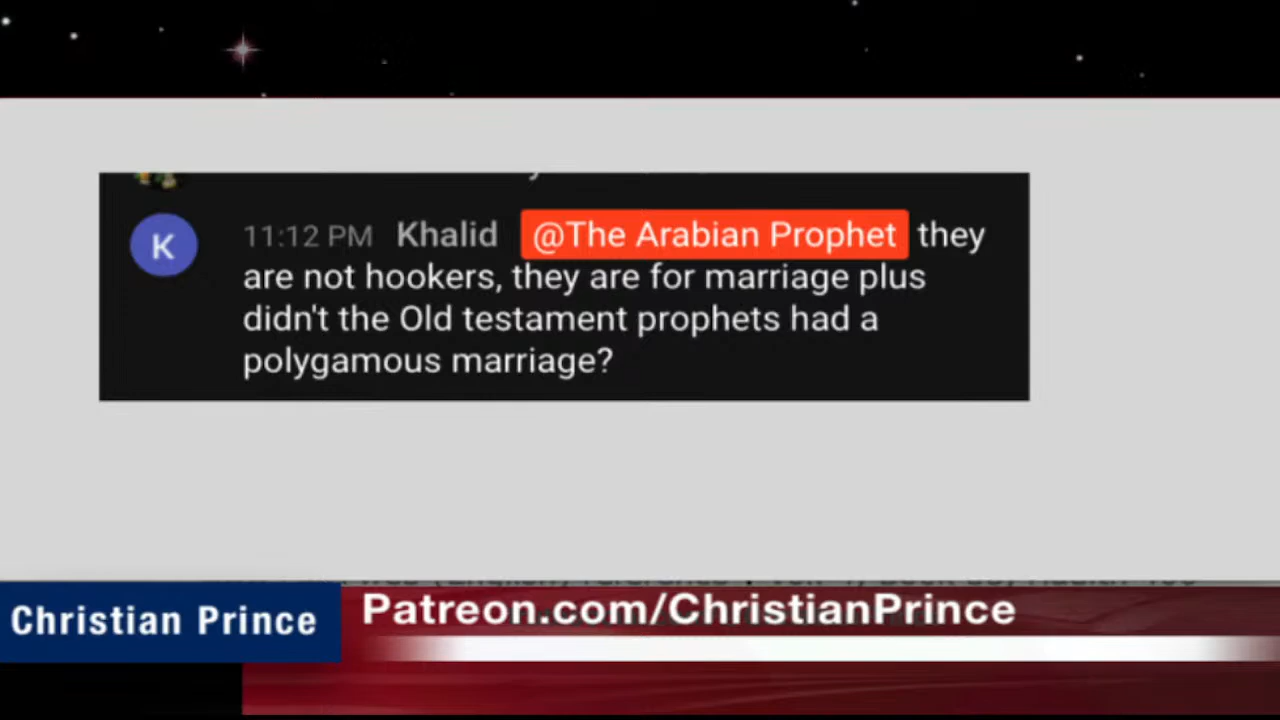 K
11:12 PM Khalid @The Arabian Prophet they
are not hookers, they are for marriage plus
didn't the Old testament prophets had a
polygamous marriage?
Christian Prince
Patreon.com/ChristianPrince